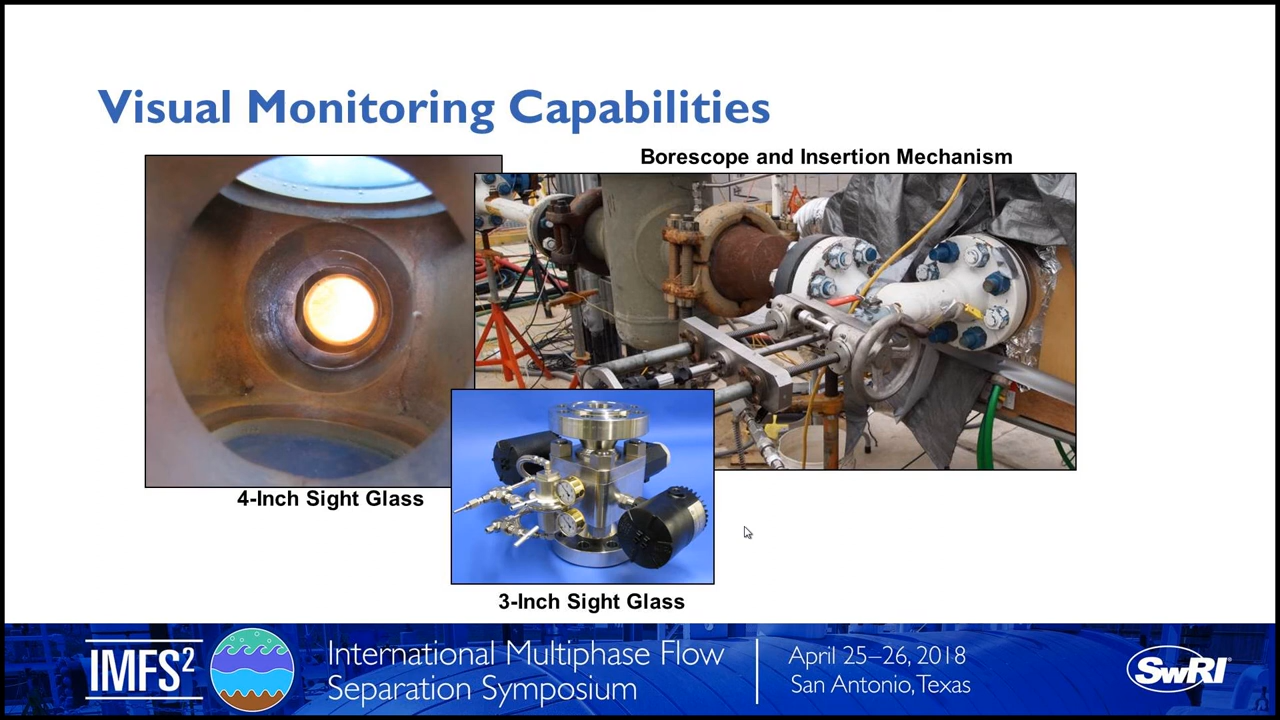 Visual Monitoring Capabilities
Borescope and Insertion Mechanism
4-Inch Sight Glass
3-Inch Sight Glass
IMFS²
International Multiphase Flow
Separation Symposium
April 25–26, 2018
San Antonio, Texas
SwRI®